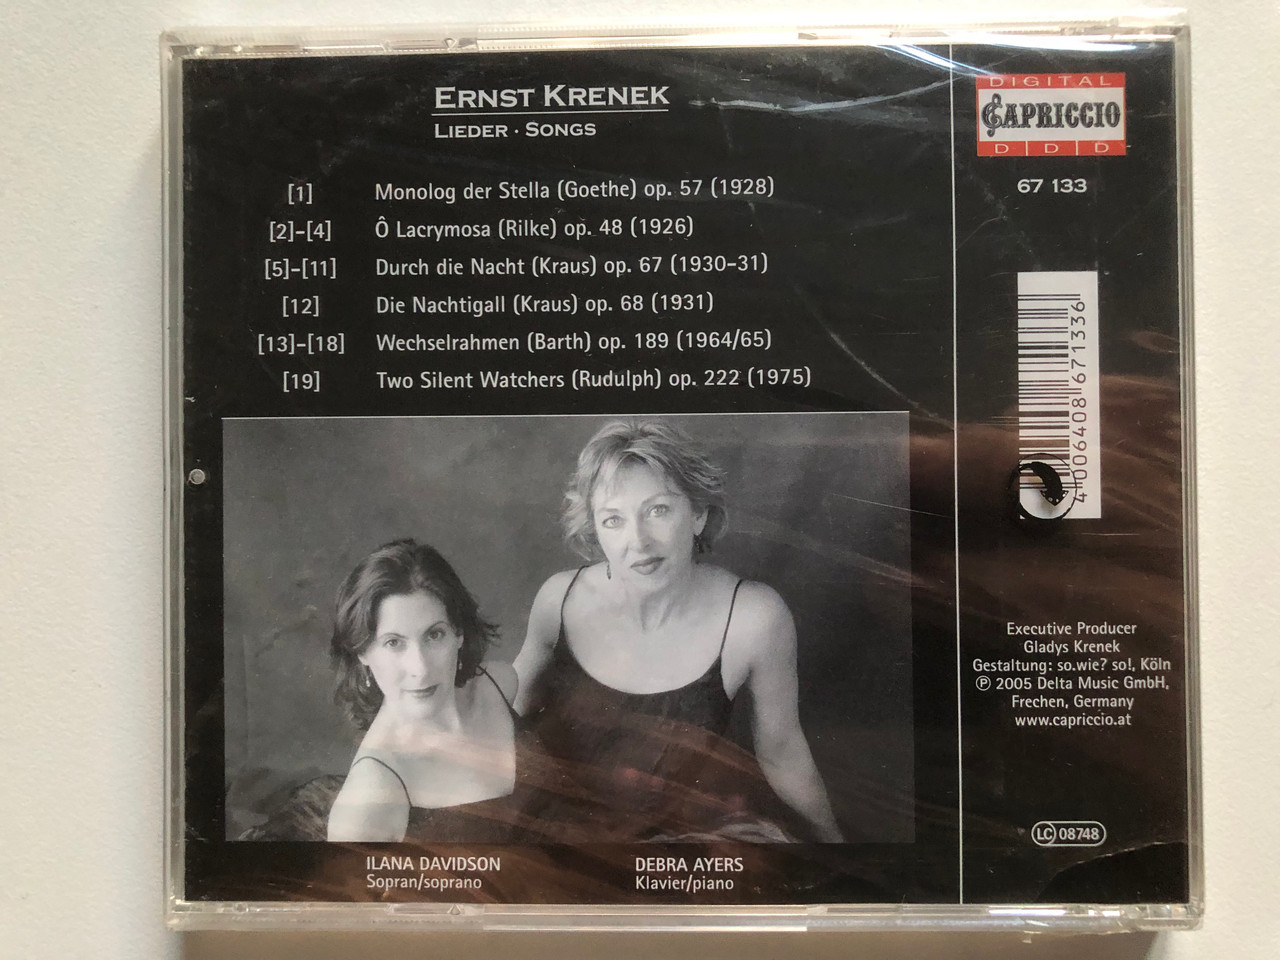 ERNST KRENEK
LIEDER · SONGS
[1] Monolog der Stella (Goethe) op. 57 (1928)
[2]-[4] Ô Lacrymosa (Rilke) op. 48 (1926)
[5]-[11] Durch die Nacht (Kraus) op. 67 (1930-31)
[12] Die Nachtigall (Kraus) op. 68 (1931)
[13]-[18] Wechselrahmen (Barth) op. 189 (1964/65)
[19] Two Silent Watchers (Rudulph) op. 222 (1975)
ILANA DAVIDSON
Sopran/soprano
DEBRA AYERS
Klavier/piano
DIGITAL
CAPRICCIO
D D D
67 133
4 006408 671336
Executive Producer
Gladys Krenek
Gestaltung: so.wie? so!, Köln
℗ 2005 Delta Music GmbH,
Frechen, Germany
www.capriccio.at
LC 08748